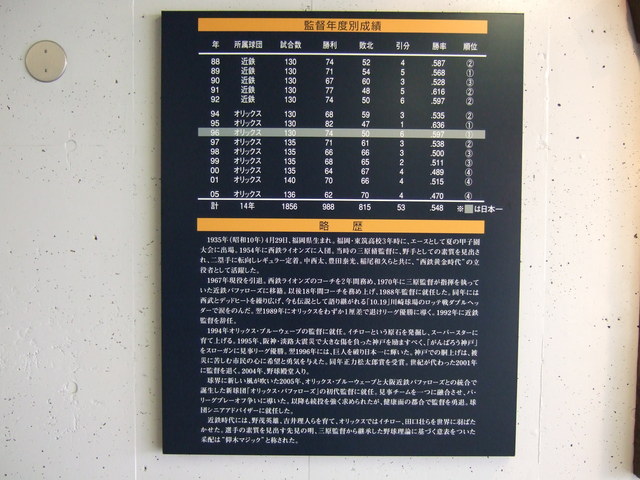 監督年度別成績
年 所属球団 試合数 勝利 敗北 引分 勝率 順位
88 近鉄 130 74 52 4 .587 ②
89 近鉄 130 71 54 5 .568 ①
90 近鉄 130 67 60 3 .528 ③
91 近鉄 130 77 48 5 .616 ②
92 近鉄 130 74 50 6 .597 ②
94 オリックス 130 68 59 3 .535 ②
95 オリックス 130 82 47 1 .636 ①
96 オリックス 130 74 50 6 .597 ①
97 オリックス 135 71 61 3 .538 ②
98 オリックス 135 66 66 3 .500 ③
99 オリックス 135 68 65 2 .511 ③
00 オリックス 135 64 67 4 .489 ④
01 オリックス 140 70 66 4 .515 ④
05 オリックス 136 62 70 4 .470 ④
計 14年 1856 988 815 53 .548 ※■は日本一
略 歴
1935年(昭和10年)4月29日、福岡県生まれ。福岡・東筑高校3年時に、エースとして夏の甲子園
大会に出場。1954年に西鉄ライオンズに入団。当時の三原脩監督に、野手としての素質を見出さ
れ、二塁手に転向しレギュラー定着。中西太、豊田泰光、稲尾和久らと共に、“西鉄黄金時代”の立
役者として活躍した。
1967年現役を引退。西鉄ライオンズのコーチを2年間務め、1970年に三原監督が指揮を執って
いた近鉄バファローズに移籍。以後18年間コーチを務め上げ、1988年監督に就任した。同年には
西武とデッドヒートを繰り広げ、今も伝説として語り継がれる「10.19」川崎球場のロッテ戦ダブルヘッ
ダーで涙をのんだ。翌1989年にオリックスをわずか1厘差で退けリーグ優勝に導く。1992年に近鉄
監督を辞任。
1994年オリックス・ブルーウェーブの監督に就任。イチローという原石を発掘し、スーパースターに
育て上げる。1995年、阪神・淡路大震災で大きな傷を負った神戸を励ますべく、「がんばろう神戸」
をスローガンに見事リーグ優勝。翌1996年には、巨人を破り日本一に輝いた。神戸での胴上げは、被
災に苦しむ市民の心に希望と勇気を与えた。同年正力松太郎賞を受賞。世紀が代わった2001年
に監督を退く。2004年、野球殿堂入り。
球界に新しい風が吹いた2005年、オリックス・ブルーウェーブと大阪近鉄バファローズとの統合で
誕生した新球団「オリックス・バファローズ」の初代監督に就任。見事チームを一つに融合させ、パ・
リーグプレーオフ争いに導いた。以降も続投を強く求められたが、健康面の都合で監督を勇退。球
団シニアアドバイザーに就任した。
近鉄時代には、野茂英雄、吉井理人らを育て、オリックスではイチロー、田口壮らを世界に羽ばた
かせた。選手の素質を見出す先見の明、三原監督から継承した野球理論に基づく意表をついた
采配は“仰木マジック”と称された。